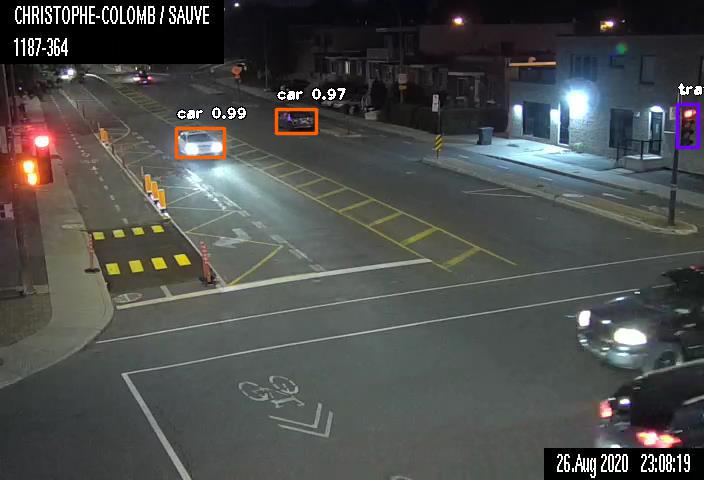 CHRISTOPHE-COLOMB / SAUVE
1187-364
car 0.99
car 0.97
tra
26.Aug 2020 23:08:19